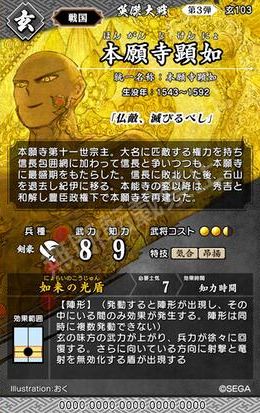 玄
戦国
英傑大戦
第3弾
玄103
ほんがんじけんにょ
本願寺顕如
統一名称：本願寺顕如
生没年：1543～1592
「仏敵、滅びるべし」
本願寺第十一世宗主。大名に匹敵する権力を持ち
信長包囲網に加わって信長と争いつつも、本願寺
に最盛期をもたらした。信長に敗北した後、石山
を退去し紀伊に移る。本能寺の変以降は、秀吉と
和解し豊臣政権下で本願寺を再建した。
兵種 武力 知力 武将コスト
剣豪 8 9 特技 気合 昂揚
にょらいのこうじゅん
如来の光盾
必要士気 7
効果時間 知力時間
効果範囲
【陣形】（発動すると陣形が出現し、その
中にいる間のみ効果が発生する。陣形は同
時に複数発動できない）
玄の味方の武力が上がり、兵力が徐々に回
復する。さらに向いている方向に射撃と竜
射を無効化する盾が出現する
Illustration:おく
©SEGA
0000-0000-0000-0000-0000